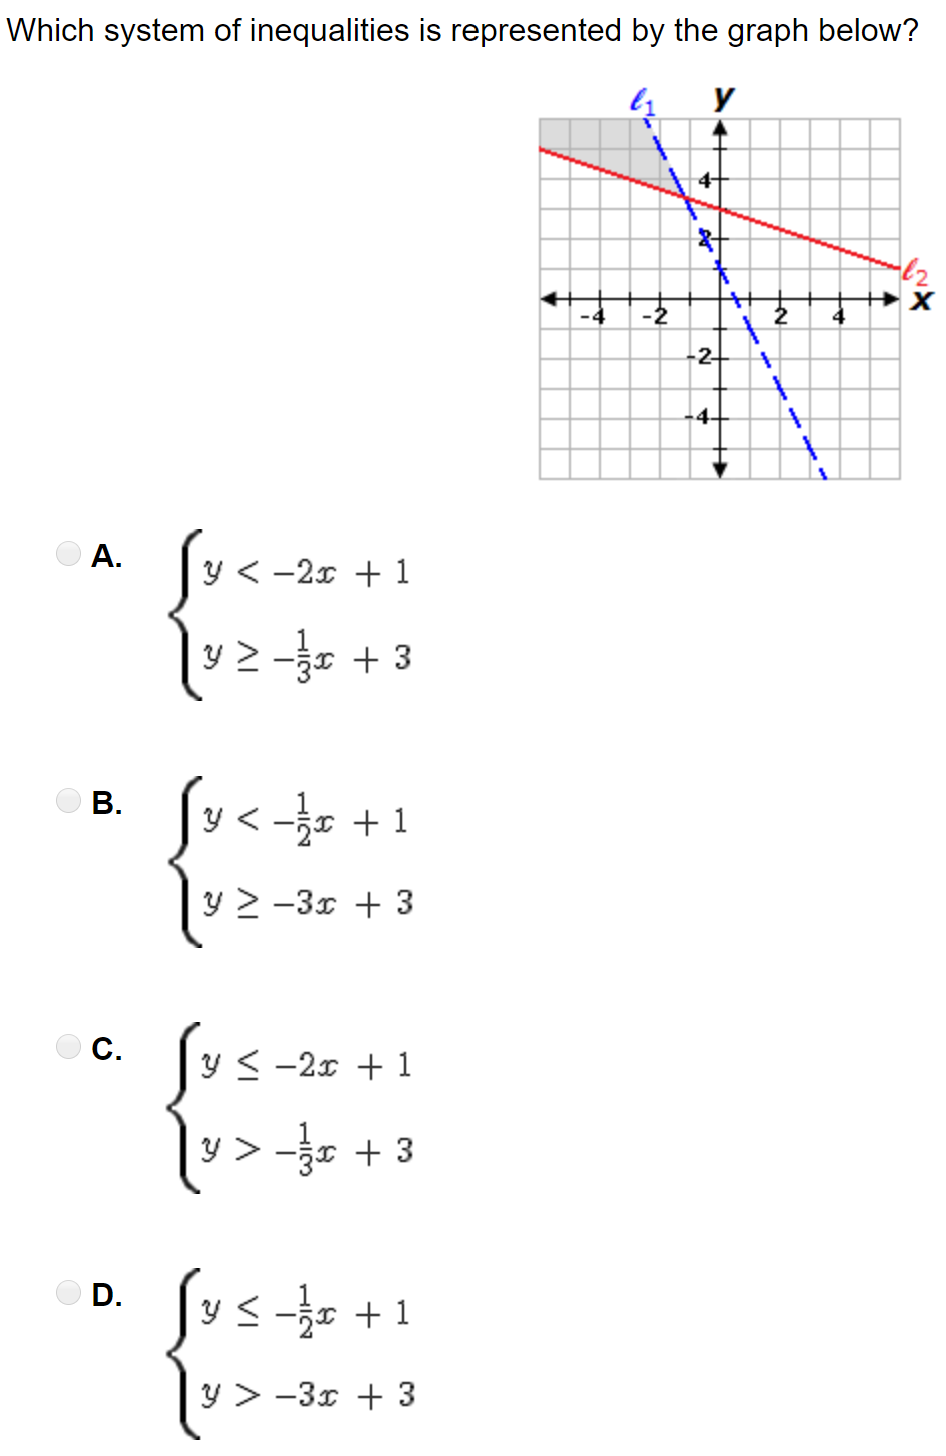 Which system of inequalities is represented by the graph below?
ℓ1 y
4
2
ℓ2
-4 -2 2 4 x
-2
-4
A.
y < −2x + 1
y ≥ −1/3x + 3
B.
y < −1/2x + 1
y ≥ −3x + 3
C.
y ≤ −2x + 1
y > −1/3x + 3
D.
y ≤ −1/2x + 1
y > −3x + 3